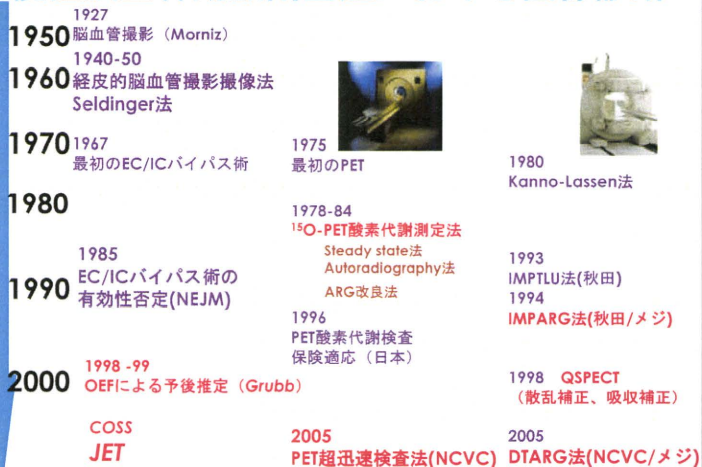 1927
1950 脳血管撮影（Morniz）
1940-50
1960 経皮的脳血管撮影撮像法
Seldinger法
1970 1967
最初のEC/ICバイパス術
1980
1985
EC/ICバイパス術の
1990 有効性否定(NEJM)
1998 -99
2000 OEFによる予後推定（Grubb）
COSS
JET
1975
最初のPET
1978-84
¹⁵O-PET酸素代謝測定法
Steady state法
Autoradiography法
ARG改良法
1996
PET酸素代謝検査
保険適応（日本）
2005
PET超迅速検査法(NCVC)
1980
Kanno-Lassen法
1993
IMPTLU法(秋田)
1994
IMPARG法(秋田/メジ)
1998 QSPECT
（散乱補正、吸収補正）
2005
DTARG法(NCVC/メジ)